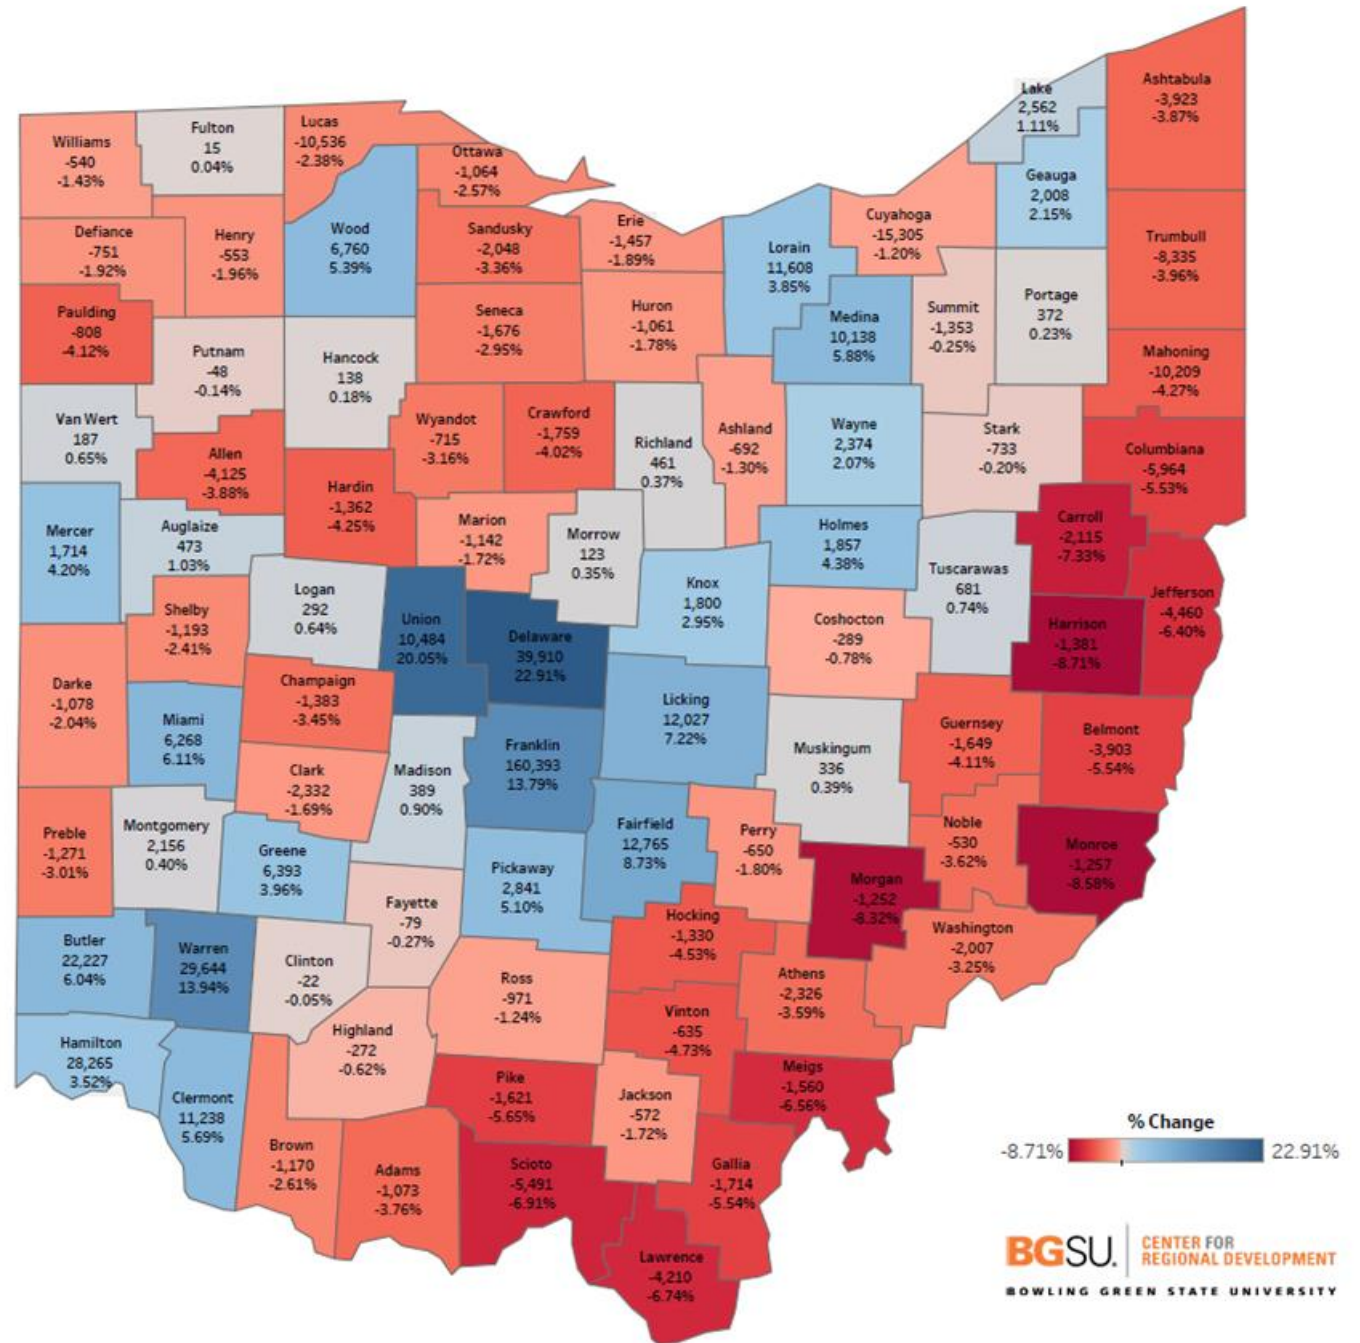 Williams
-540
-1.43%
Fulton
15
0.04%
Lucas
-10,536
-2.38%
Ottawa
-1,064
-2.57%
Lake
2,562
1.11%
Ashtabula
-3,923
-3.87%
Geauga
2,008
2.15%
Defiance
-751
-1.92%
Henry
-553
-1.96%
Wood
6,760
5.39%
Sandusky
-2,048
-3.36%
Erie
-1,457
-1.89%
Lorain
11,608
3.85%
Cuyahoga
-15,305
-1.20%
Trumbull
-8,335
-3.96%
Paulding
-808
-4.12%
Putnam
-48
-0.14%
Hancock
138
0.18%
Seneca
-1,676
-2.95%
Huron
-1,061
-1.78%
Medina
10,138
5.88%
Summit
-1,353
-0.25%
Portage
372
0.23%
Mahoning
-10,209
-4.27%
Van Wert
187
0.65%
Allen
-4,125
-3.88%
Hardin
-1,362
-4.25%
Wyandot
-715
-3.16%
Crawford
-1,759
-4.02%
Richland
461
0.37%
Ashland
-692
-1.30%
Wayne
2,374
2.07%
Stark
-733
-0.20%
Columbiana
-5,964
-5.53%
Mercer
1,714
4.20%
Auglaize
473
1.03%
Marion
-1,142
-1.72%
Morrow
123
0.35%
Holmes
1,857
4.38%
Tuscarawas
681
0.74%
Carroll
-2,115
-7.33%
Jefferson
-4,460
-6.40%
Shelby
-1,193
-2.41%
Logan
292
0.64%
Union
10,484
20.05%
Delaware
39,910
22.91%
Knox
1,800
2.95%
Coshocton
-289
-0.78%
Harrison
-1,381
-8.71%
Darke
-1,078
-2.04%
Miami
6,268
6.11%
Champaign
-1,383
-3.45%
Licking
12,027
7.22%
Muskingum
336
0.39%
Guernsey
-1,649
-4.11%
Belmont
-3,903
-5.54%
Clark
-2,332
-1.69%
Madison
389
0.90%
Franklin
160,393
13.79%
Preble
-1,271
-3.01%
Montgomery
2,156
0.40%
Greene
6,393
3.96%
Pickaway
2,841
5.10%
Fairfield
12,765
8.73%
Perry
-650
-1.80%
Morgan
-1,252
-8.32%
Noble
-530
-3.62%
Monroe
-1,257
-8.58%
Butler
22,227
6.04%
Warren
29,644
13.94%
Clinton
-22
-0.05%
Fayette
-79
-0.27%
Ross
-971
-1.24%
Hocking
-1,330
-4.53%
Athens
-2,326
-3.59%
Washington
-2,007
-3.25%
Hamilton
28,265
3.52%
Clermont
11,238
5.69%
Highland
-272
-0.62%
Vinton
-635
-4.73%
Pike
-1,621
-5.65%
Jackson
-572
-1.72%
Meigs
-1,560
-6.56%
Brown
-1,170
-2.61%
Adams
-1,073
-3.76%
Scioto
-5,491
-6.91%
Gallia
-1,714
-5.54%
Lawrence
-4,210
-6.74%
% Change
-8.71% 22.91%
BGSU. CENTER FOR
REGIONAL DEVELOPMENT
BOWLING GREEN STATE UNIVERSITY